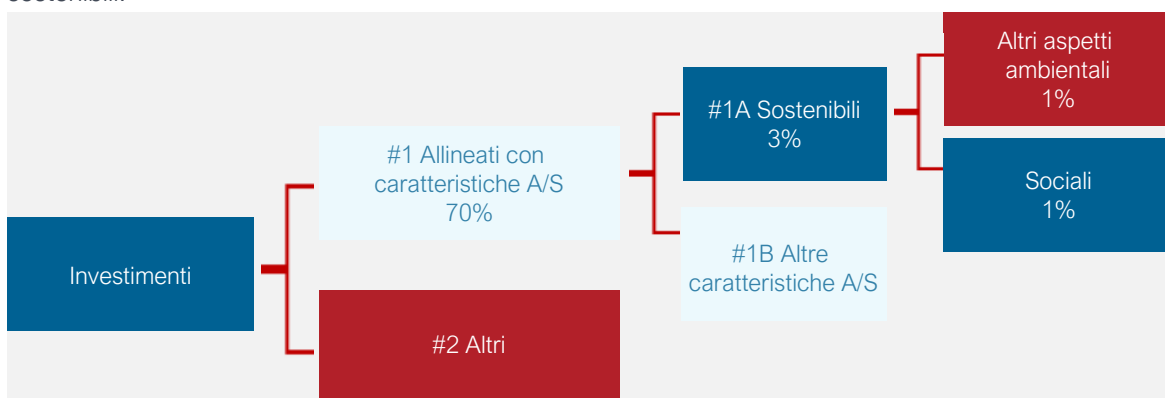 Investimenti
#1 Allineati con
caratteristiche A/S
70%
#2 Altri
#1A Sostenibili
3%
#1B Altre
caratteristiche A/S
Altri aspetti
ambientali
1%
Sociali
1%